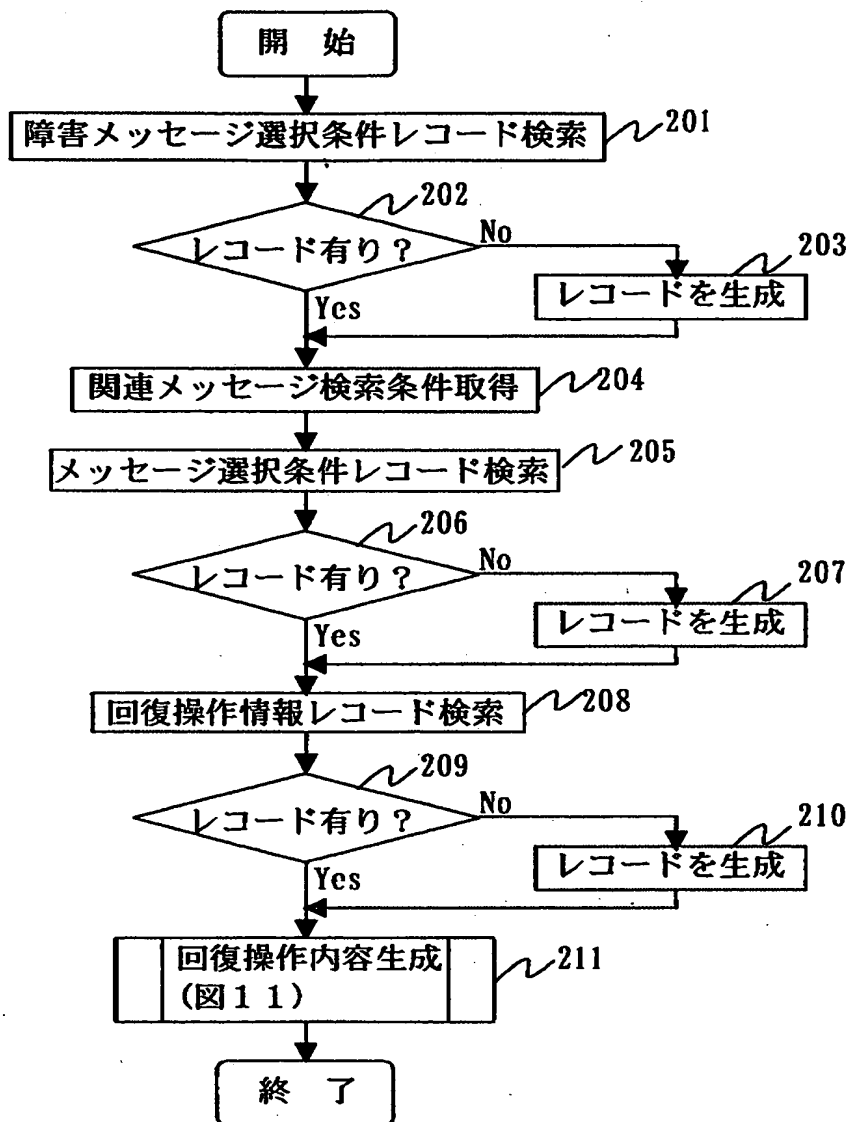 開　始
障害メッセージ選択条件レコード検索
201
202
レコード有り？
No
203
レコードを生成
Yes
関連メッセージ検索条件取得
204
メッセージ選択条件レコード検索
205
206
レコード有り？
No
207
レコードを生成
Yes
回復操作情報レコード検索
208
209
レコード有り？
No
210
レコードを生成
Yes
回復操作内容生成
(図１１)
211
終　了